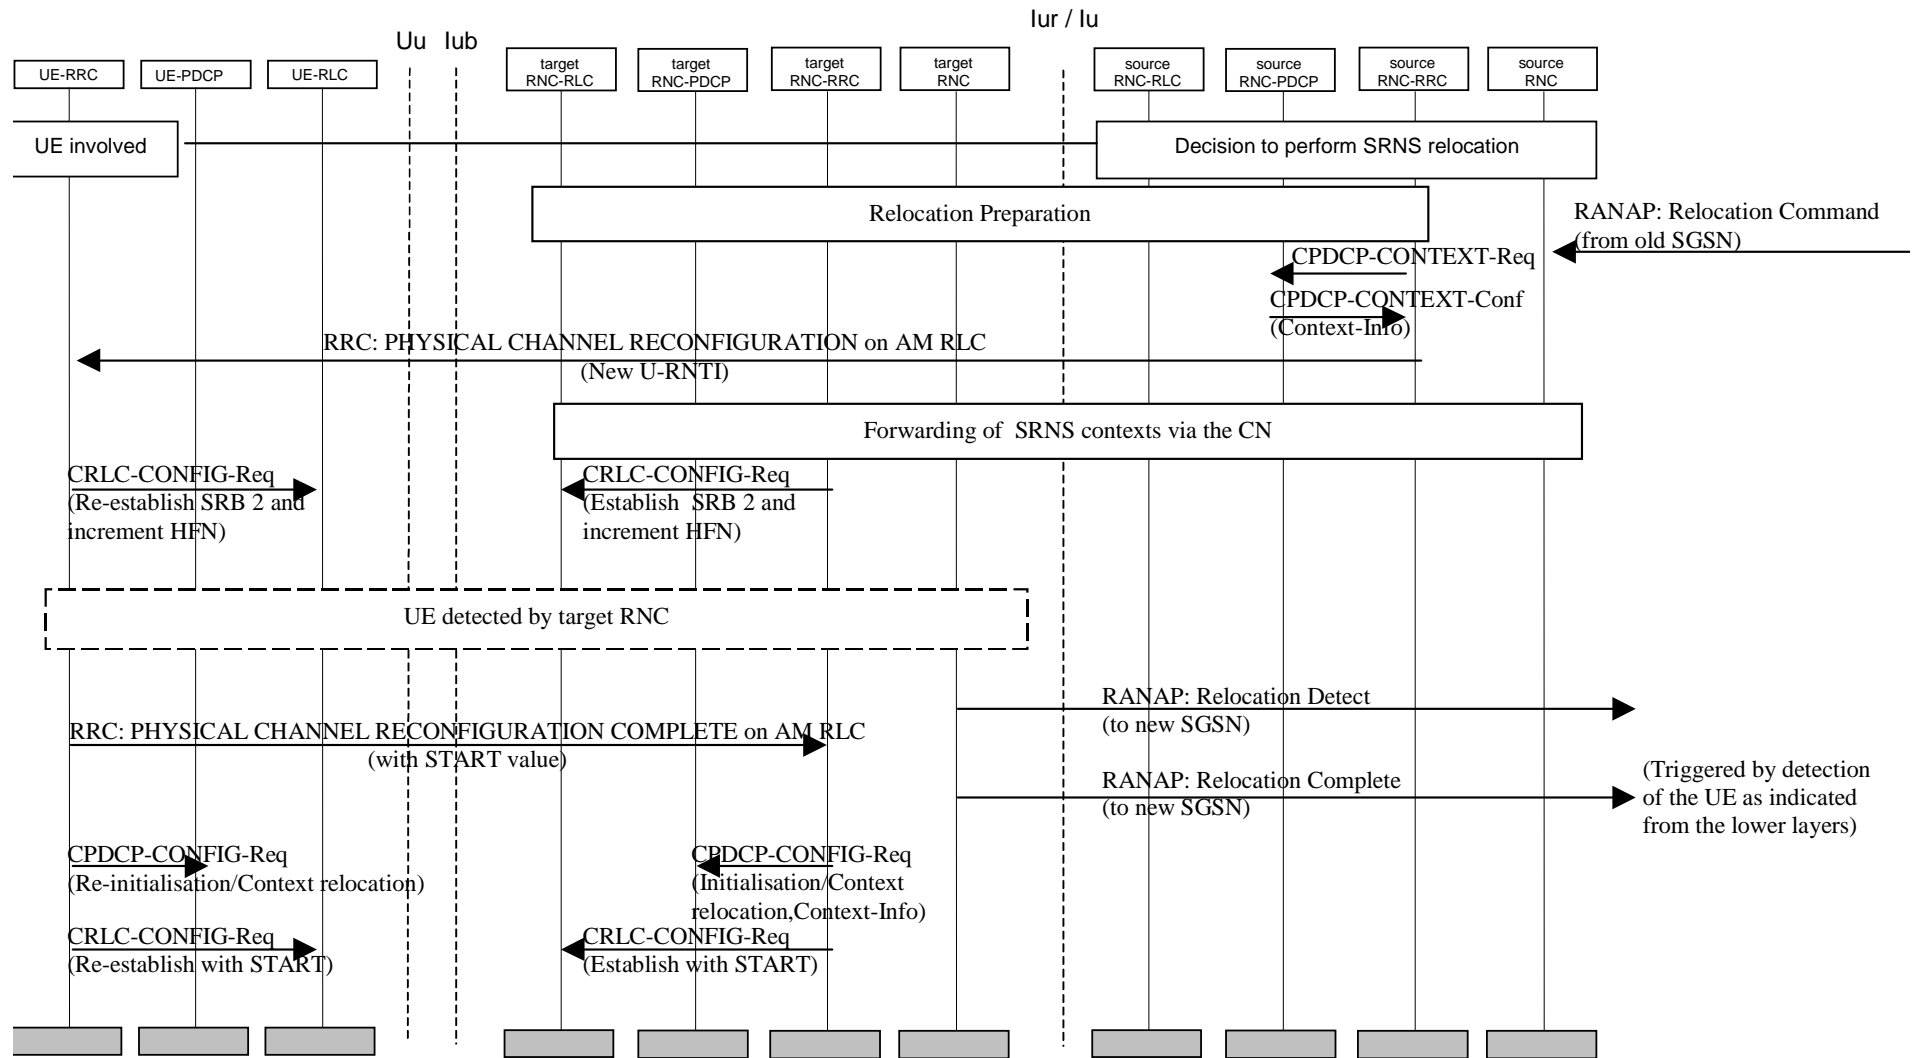 Iur / Iu
Uu
Iub
UE-RRC
UE-PDCP
UE-RLC
target
RNC-RLC
target
RNC-PDCP
target
RNC-RRC
target
RNC
source
RNC-RLC
source
RNC-PDCP
source
RNC-RRC
source
RNC
UE involved
Decision to perform SRNS relocation
Relocation Preparation
RANAP: Relocation Command
(from old SGSN)
CPDCP-CONTEXT-Req
CPDCP-CONTEXT-Conf
(Context-Info)
RRC: PHYSICAL CHANNEL RECONFIGURATION on AM RLC
(New U-RNTI)
Forwarding of SRNS contexts via the CN
CRLC-CONFIG-Req
(Re-establish SRB 2 and
increment HFN)
CRLC-CONFIG-Req
(Establish SRB 2 and
increment HFN)
UE detected by target RNC
RANAP: Relocation Detect
(to new SGSN)
RRC: PHYSICAL CHANNEL RECONFIGURATION COMPLETE on AM RLC
(with START value)
RANAP: Relocation Complete
(to new SGSN)
(Triggered by detection
of the UE as indicated
from the lower layers)
CPDCP-CONFIG-Req
(Re-initialisation/Context relocation)
CPDCP-CONFIG-Req
(Initialisation/Context
relocation,Context-Info)
CRLC-CONFIG-Req
(Re-establish with START)
CRLC-CONFIG-Req
(Establish with START)